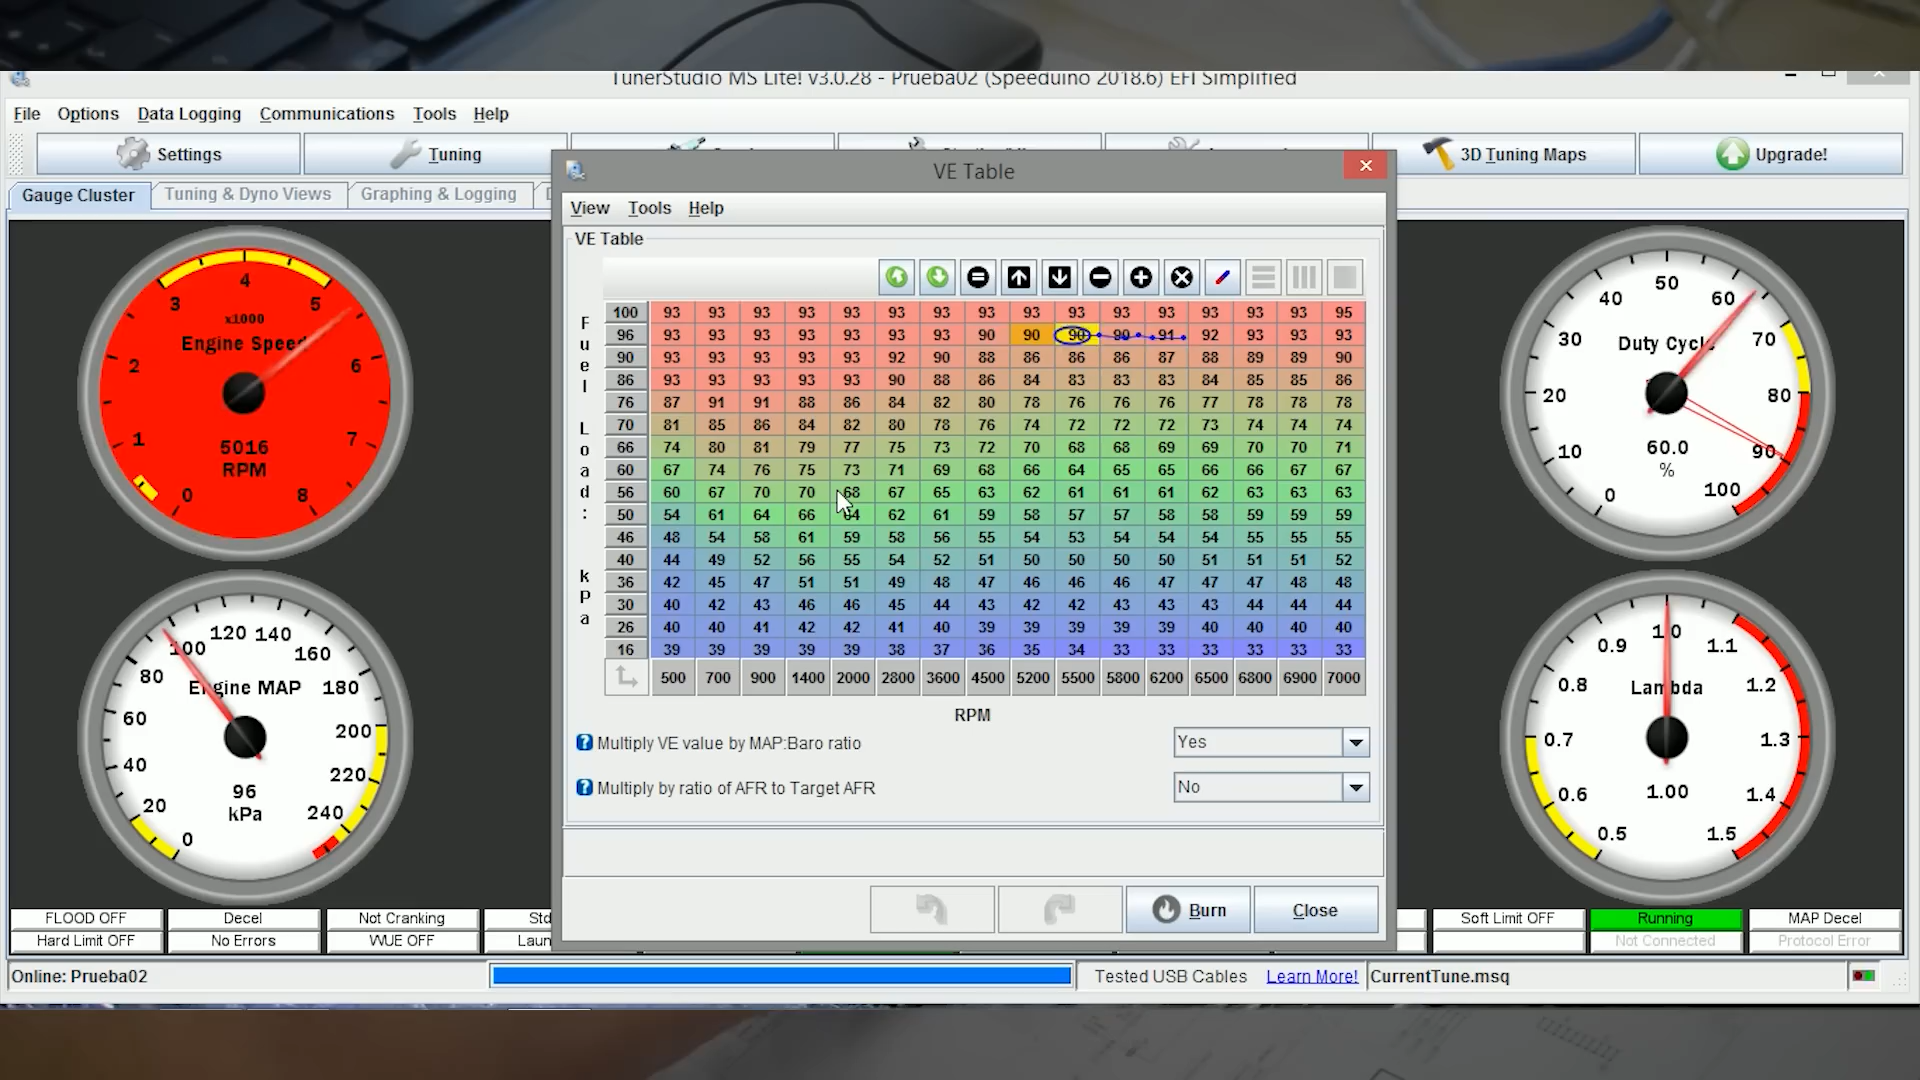 TunerStudio MS Lite! v3.0.28 - Prueba02 (Speeduino 2018.6) EFI Simplified
File Options Data Logging Communications Tools Help
Settings Tuning 3D Tuning Maps Upgrade!
Gauge Cluster Tuning & Dyno Views Graphing & Logging
VE Table
View Tools Help
VE Table
Fuel Load: kPa
100 93 93 93 93 93 93 93 93 93 93 93 93 93 93 93 95
96 93 93 93 93 93 93 93 90 90 90 90 91 92 93 93 93
90 93 93 93 93 93 92 90 88 86 86 86 87 88 89 89 90
86 93 93 93 93 93 90 88 86 84 83 83 83 84 85 85 86
76 87 91 91 88 86 84 82 80 78 76 76 76 77 78 78 78
70 81 85 86 84 82 80 78 76 74 72 72 72 73 74 74 74
66 74 80 81 79 77 75 73 72 70 68 68 69 69 70 70 71
60 67 74 76 75 73 71 69 68 66 64 65 65 66 66 67 67
56 60 67 70 70 68 67 65 63 62 61 61 61 62 63 63 63
50 54 61 64 66 64 62 61 59 58 57 57 58 58 59 59 59
46 48 54 58 61 59 58 56 55 54 53 54 54 54 55 55 55
40 44 49 52 56 55 54 52 51 50 50 50 50 51 51 51 52
36 42 45 47 51 51 49 48 47 46 46 46 47 47 47 48 48
30 40 42 43 46 46 45 44 43 42 42 43 43 43 44 44 44
26 40 40 41 42 42 41 40 39 39 39 39 39 40 40 40 40
16 39 39 39 39 39 38 37 36 35 34 33 33 33 33 33 33
500 700 900 1400 2000 2800 3600 4500 5200 5500 5800 6200 6500 6800 6900 7000
RPM
Multiply VE value by MAP:Baro ratio Yes
Multiply by ratio of AFR to Target AFR No
Burn Close
0 1 2 3 4 5 6 7 8
x1000
Engine Speed
5016
RPM
0 20 40 60 80 100 120 140 160 180 200 220 240
Engine MAP
96
kPa
0 10 20 30 40 50 60 70 80 90 100
Duty Cycle
60.0
%
0.5 0.6 0.7 0.8 0.9 1.0 1.1 1.2 1.3 1.4 1.5
Lambda
1.00
FLOOD OFF Decel Not Cranking Std Soft Limit OFF Running MAP Decel
Hard Limit OFF No Errors WUE OFF Laun Not Connected Protocol Error
Online: Prueba02 Tested USB Cables Learn More! CurrentTune.msq